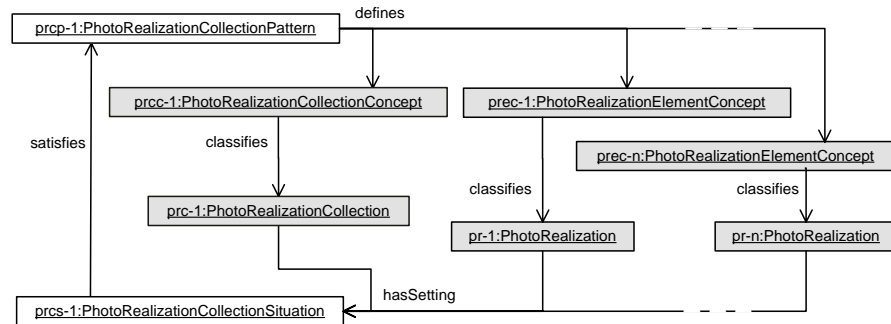 defines
prcp-1:PhotoRealizationCollectionPattern
prcc-1:PhotoRealizationCollectionConcept
prec-1:PhotoRealizationElementConcept
satisfies
classifies
prec-n:PhotoRealizationElementConcept
classifies
classifies
prc-1:PhotoRealizationCollection
pr-1:PhotoRealization
pr-n:PhotoRealization
hasSetting
prcs-1:PhotoRealizationCollectionSituation